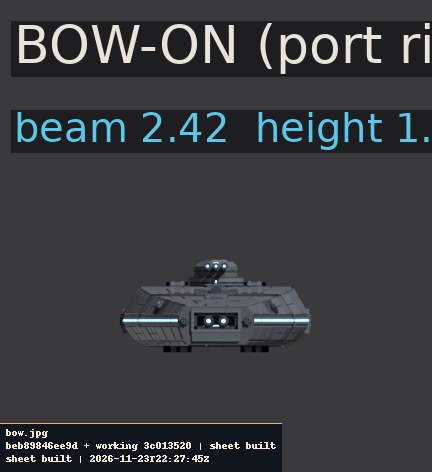 BOW-ON (port ri
beam 2.42 height 1.
bow.jpg
beb89846ee9d + working 3c013520 | sheet built
sheet built | 2026-11-23T22:27:45Z